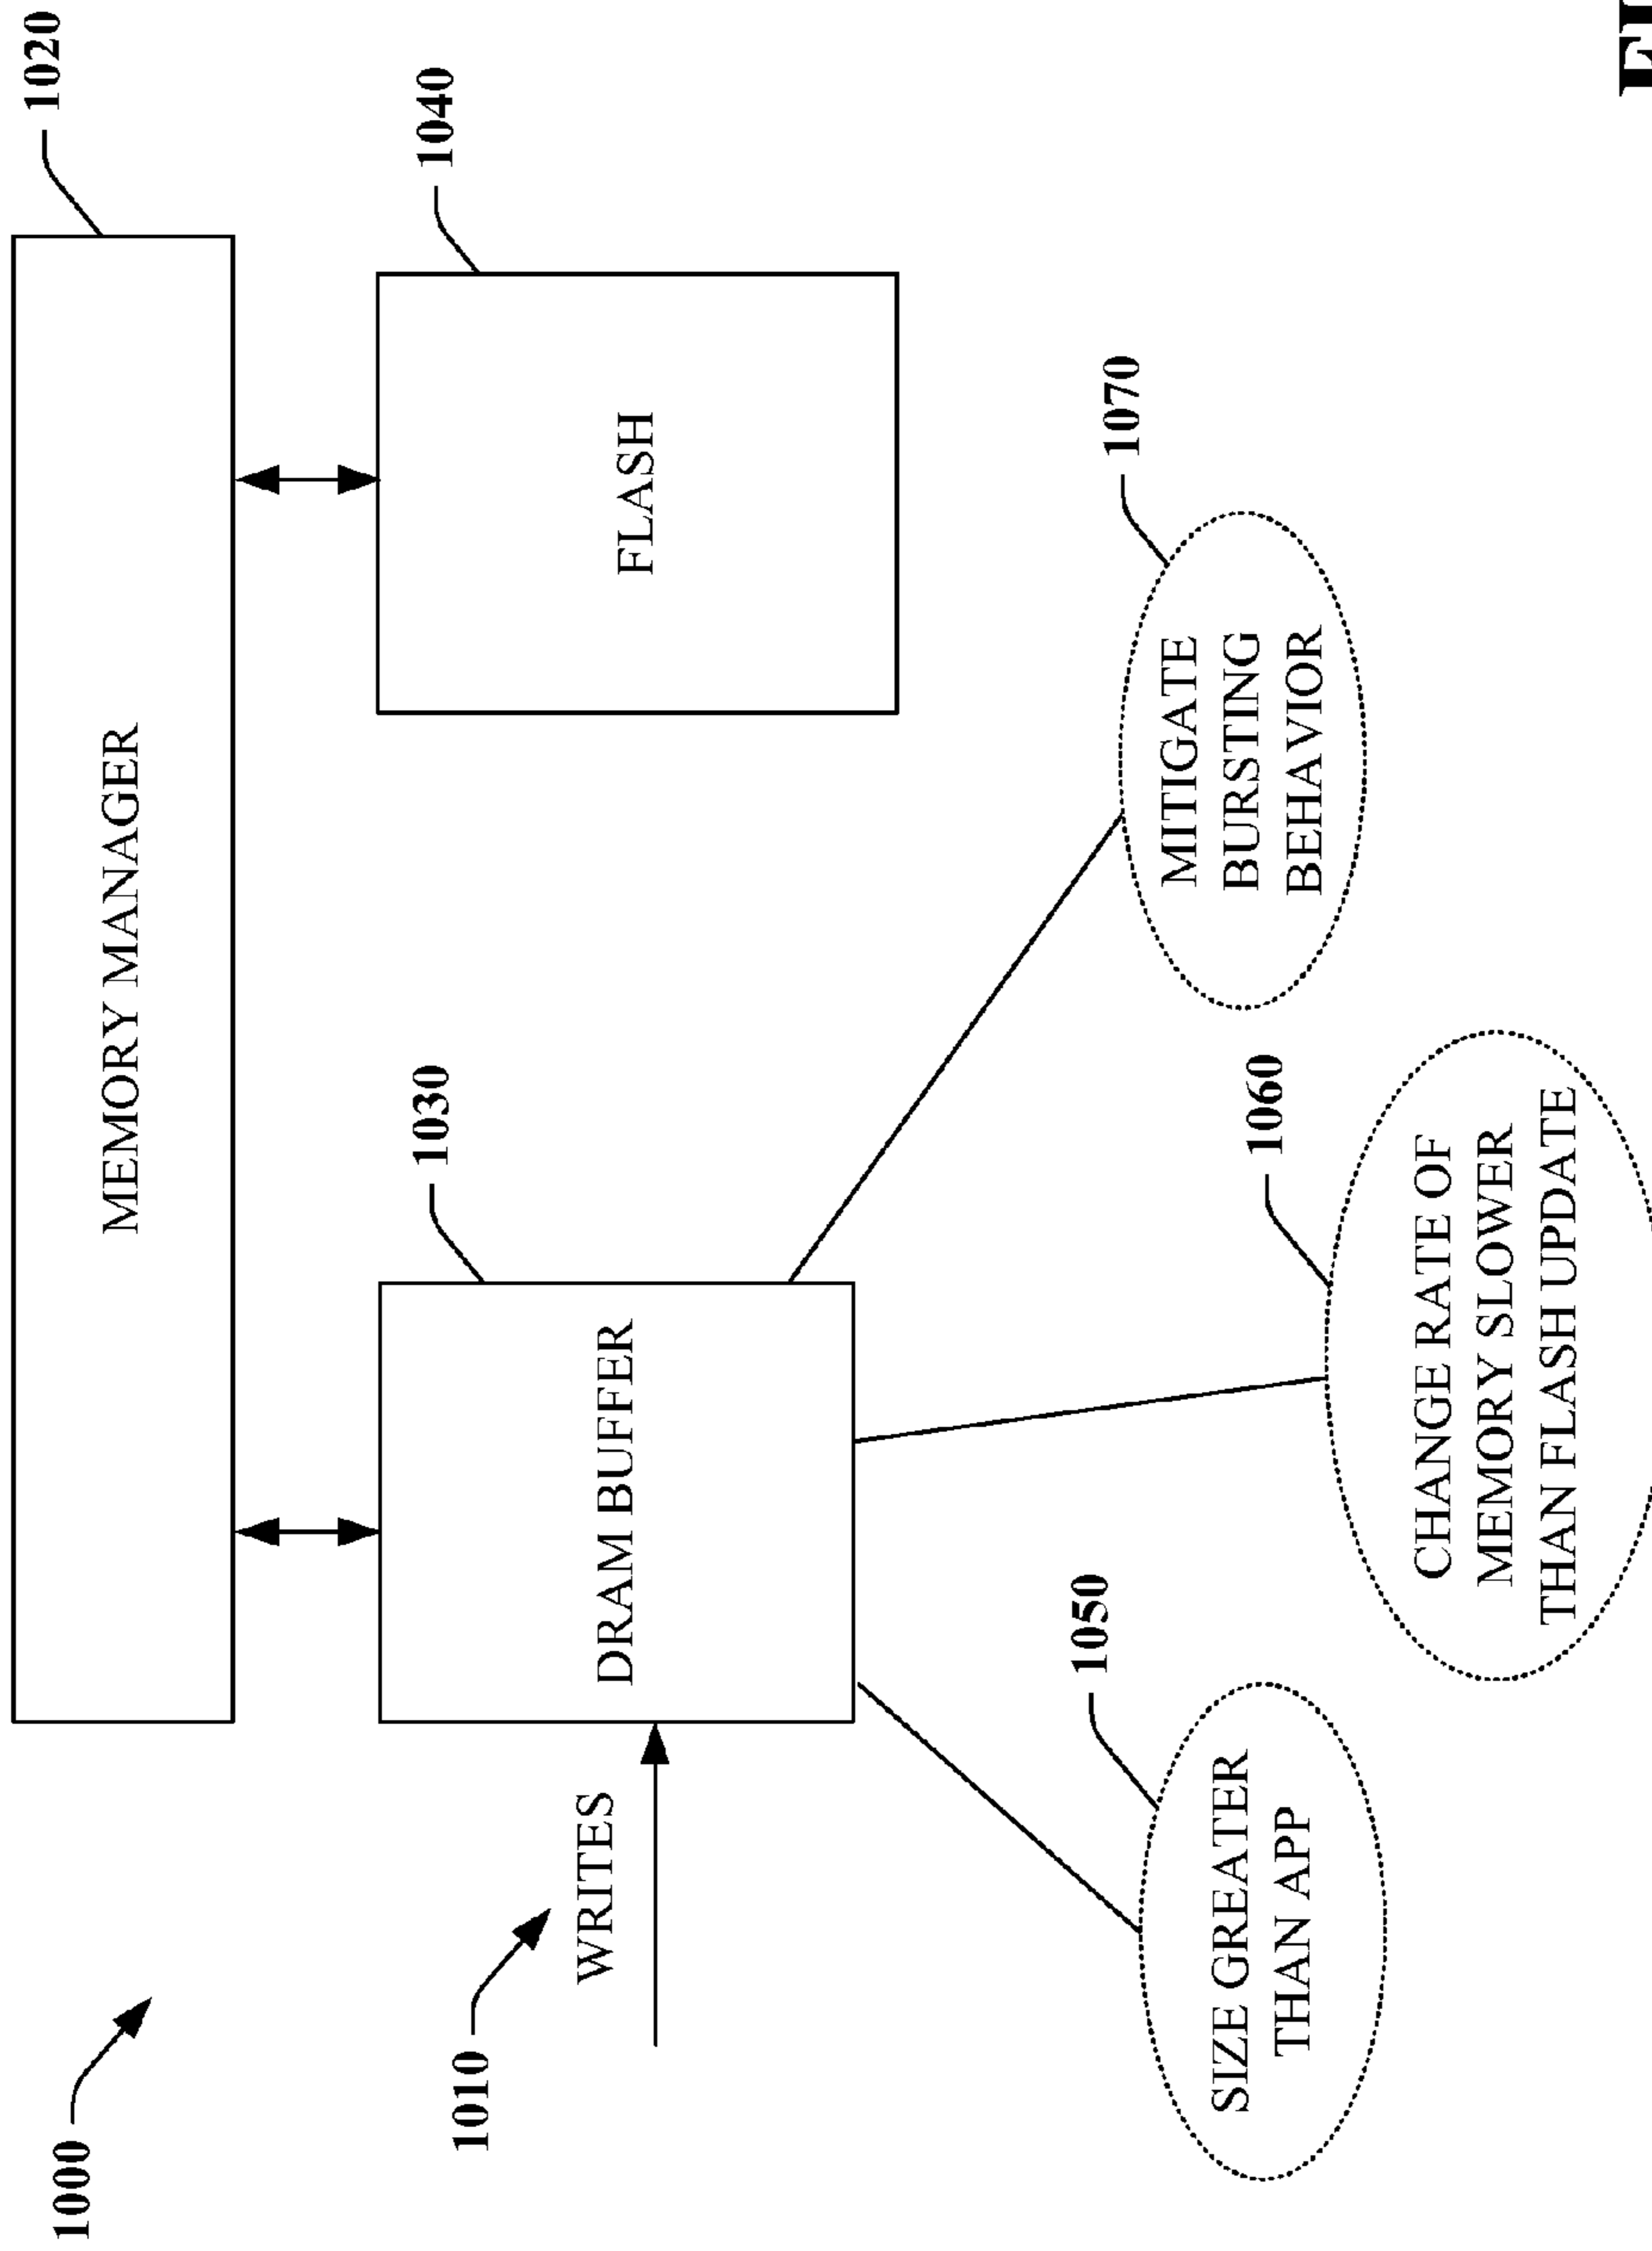 1000
1020
MEMORY MANAGER
1010
1030
1040
WRITES
DRAM BUFFER
FLASH
1050
1060
1070
SIZE GREATER
THAN APP
CHANGE RATE OF
MEMORY SLOWER
THAN FLASH UPDATE
MITIGATE
BURSTING
BEHAVIOR